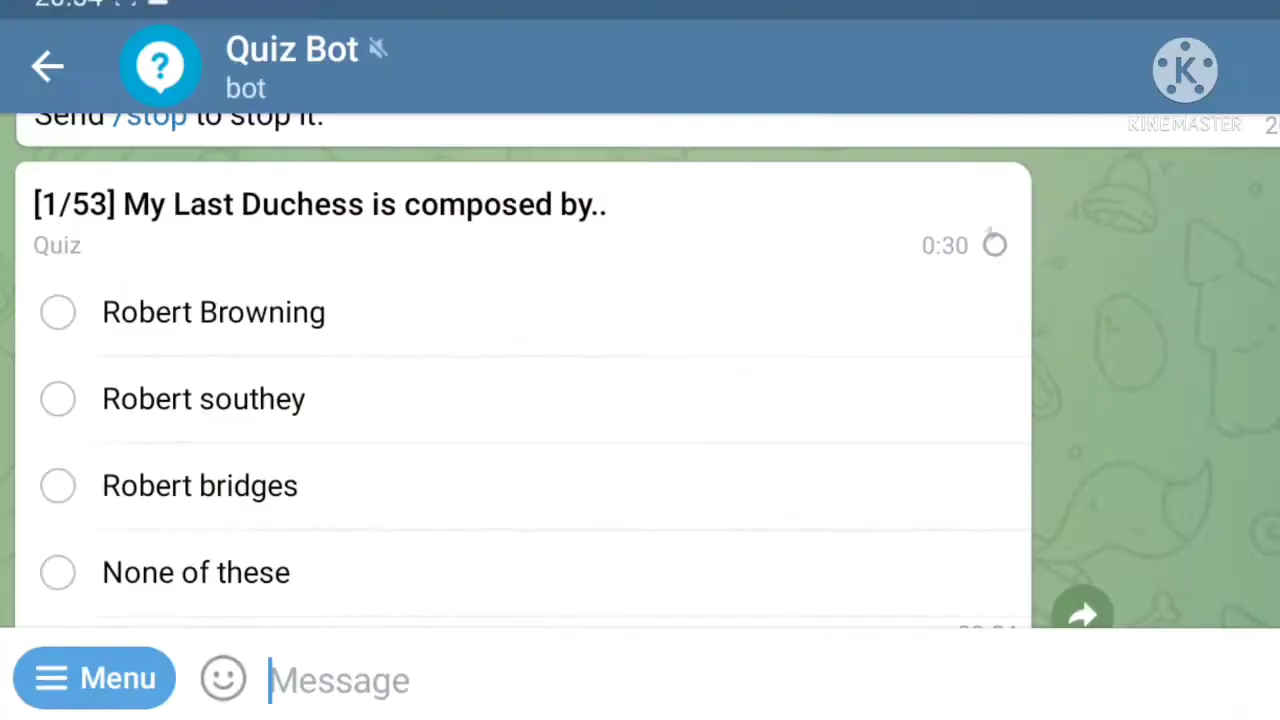 Quiz Bot
bot
K
KINEMASTER
Send /stop to stop it.
[1/53] My Last Duchess is composed by..
Quiz
0:30
Robert Browning
Robert southey
Robert bridges
None of these
Menu
Message